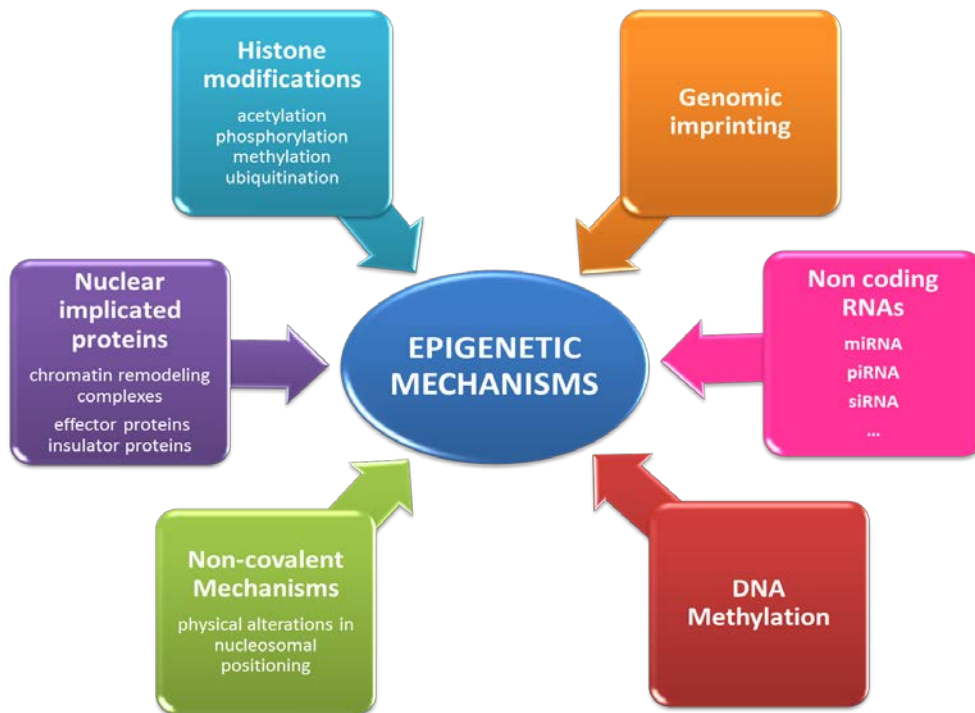 Histone
modifications
acetylation
phosphorylation
methylation
ubiquitination
Genomic
imprinting
Nuclear
implicated
proteins
chromatin remodeling
complexes
effector proteins
insulator proteins
EPIGENETIC
MECHANISMS
Non coding
RNAs
miRNA
piRNA
siRNA
...
Non-covalent
Mechanisms
physical alterations in
nucleosomal
positioning
DNA
Methylation